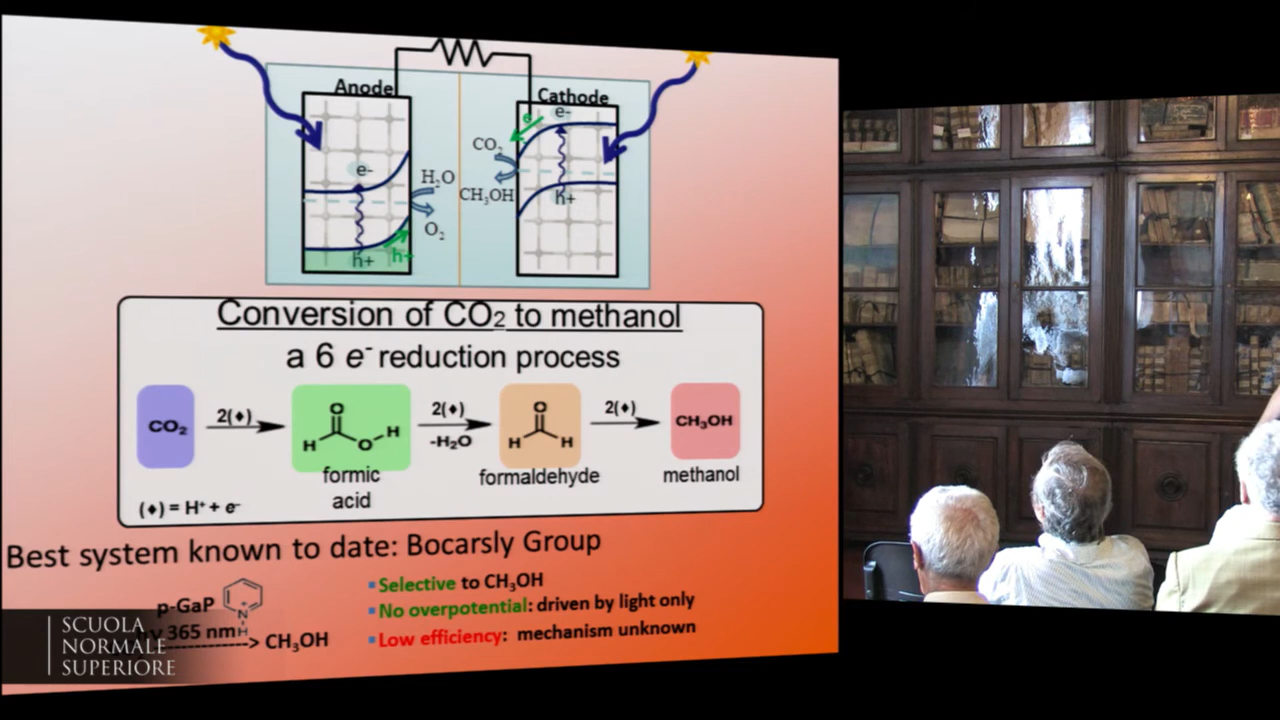 Anode
Cathode
e-
e-
e-
CO2
H2O
CH3OH
h+
O2
h+
h+
Conversion of CO2 to methanol
a 6 e- reduction process
CO2
2(♦)
H
O
O
H
2(♦)
-H2O
O
H
H
2(♦)
CH3OH
formic
acid
formaldehyde
methanol
(♦) = H+ + e-
Best system known to date: Bocarsly Group
p-GaP
N
+
H
365 nm
CH3OH
▪Selective to CH3OH
▪No overpotential: driven by light only
▪Low efficiency: mechanism unknown
SCUOLA
NORMALE
SUPERIORE